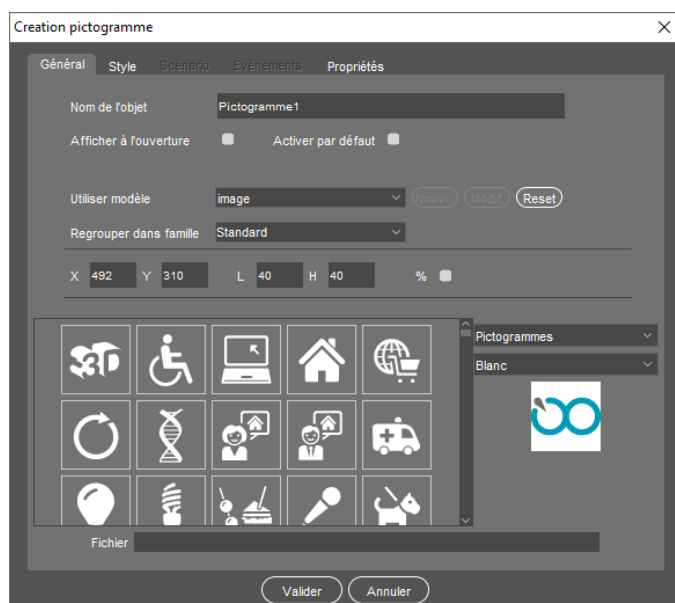 Creation pictogramme
Général Style Scénario Evénements Propriétés
Nom de l'objet Pictogramme1
Afficher à l'ouverture Activer par défaut
Utiliser modèle image Nouv... Modif Reset
Regrouper dans famille Standard
X 492 Y 310 L 40 H 40 %
Pictogrammes
Blanc
3D
Fichier
Valider Annuler